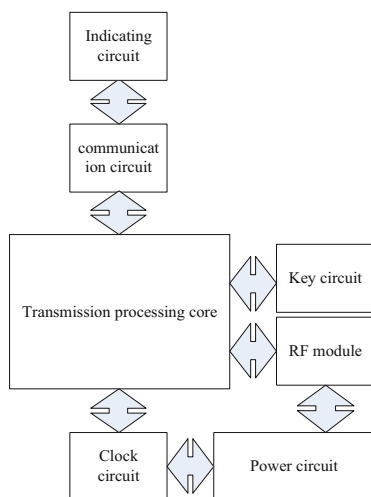 Indicating
circuit
communicat
ion circuit
Transmission processing core
Key circuit
RF module
Clock
circuit
Power circuit